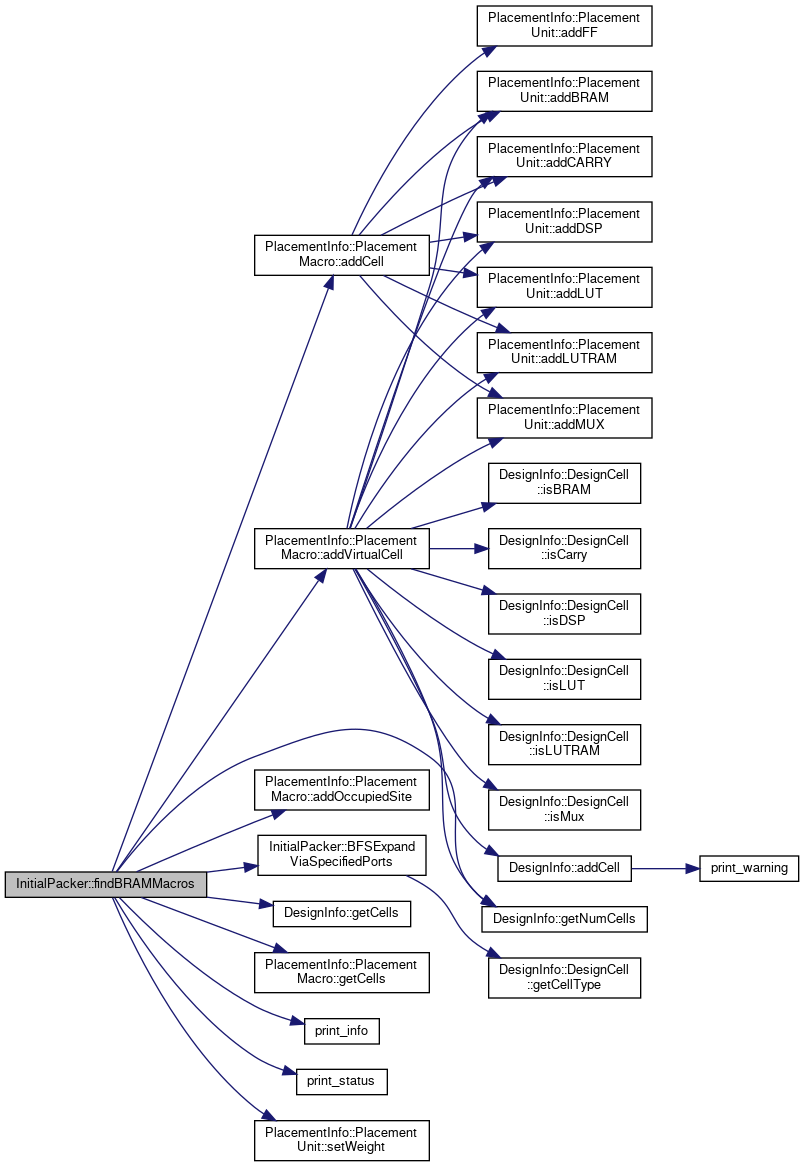 PlacementInfo::Placement
Unit::addFF
PlacementInfo::Placement
Unit::addBRAM
PlacementInfo::Placement
Unit::addCARRY
PlacementInfo::Placement
Unit::addDSP
PlacementInfo::Placement
Macro::addCell
PlacementInfo::Placement
Unit::addLUT
PlacementInfo::Placement
Unit::addLUTRAM
PlacementInfo::Placement
Unit::addMUX
DesignInfo::DesignCell
::isBRAM
PlacementInfo::Placement
Macro::addVirtualCell
DesignInfo::DesignCell
::isCarry
DesignInfo::DesignCell
::isDSP
DesignInfo::DesignCell
::isLUT
DesignInfo::DesignCell
::isLUTRAM
PlacementInfo::Placement
Macro::addOccupiedSite
DesignInfo::DesignCell
::isMux
InitialPacker::BFSExpand
ViaSpecifiedPorts
DesignInfo::addCell
print_warning
InitialPacker::findBRAMMacros
DesignInfo::getCells
DesignInfo::getNumCells
PlacementInfo::Placement
Macro::getCells
DesignInfo::DesignCell
::getCellType
print_info
print_status
PlacementInfo::Placement
Unit::setWeight